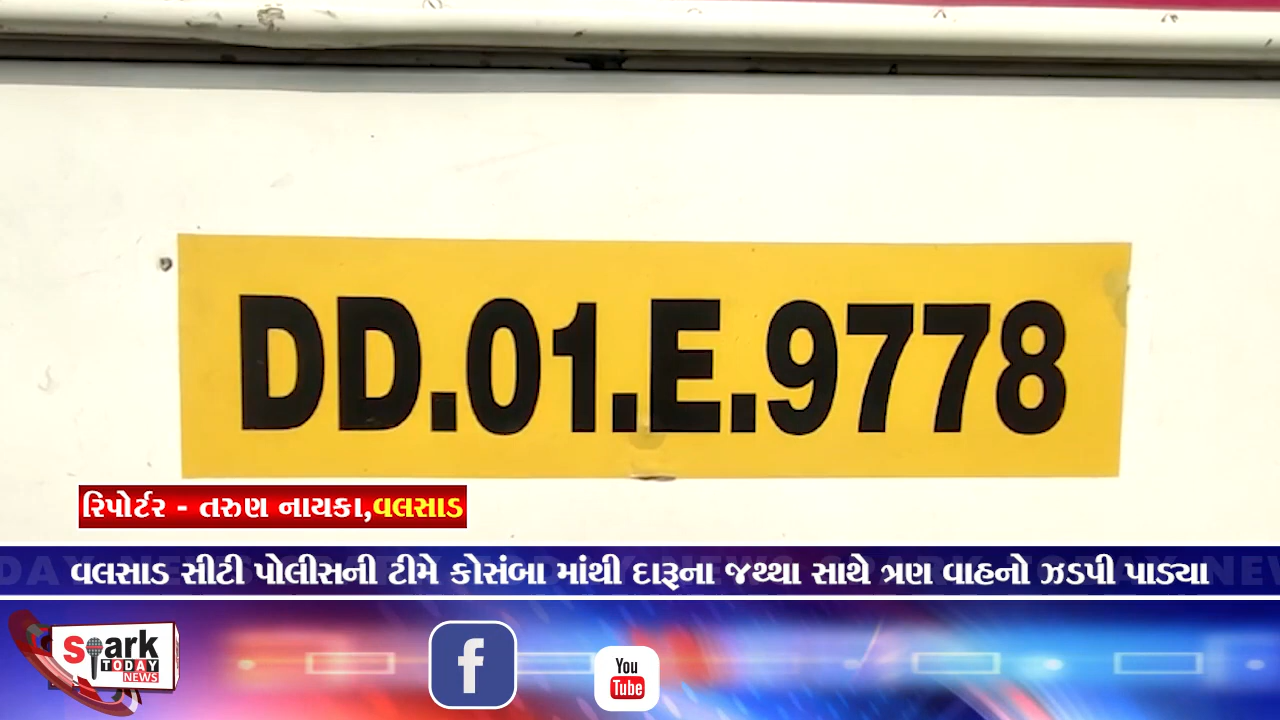 DD.01.E.9778
રિપોર્ટર - તરુણ નાયકા,વલસાડ
વલસાડ સીટી પોલીસની ટીમે કોસંબા માંથી દારૂના જથ્થા સાથે ત્રણ વાહનો ઝડપી પાડ્યા
Spark
TODAY
NEWS
f
You
Tube